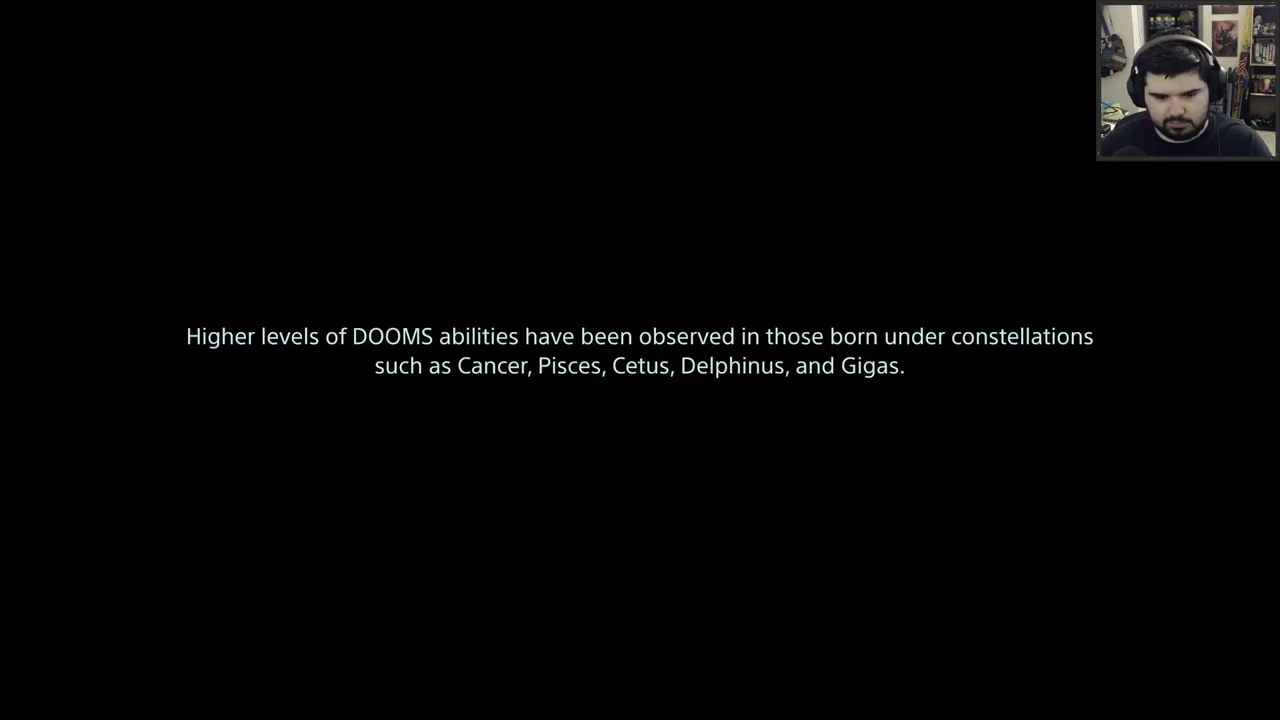 Higher levels of DOOMS abilities have been observed in those born under constellations
such as Cancer, Pisces, Cetus, Delphinus, and Gigas.